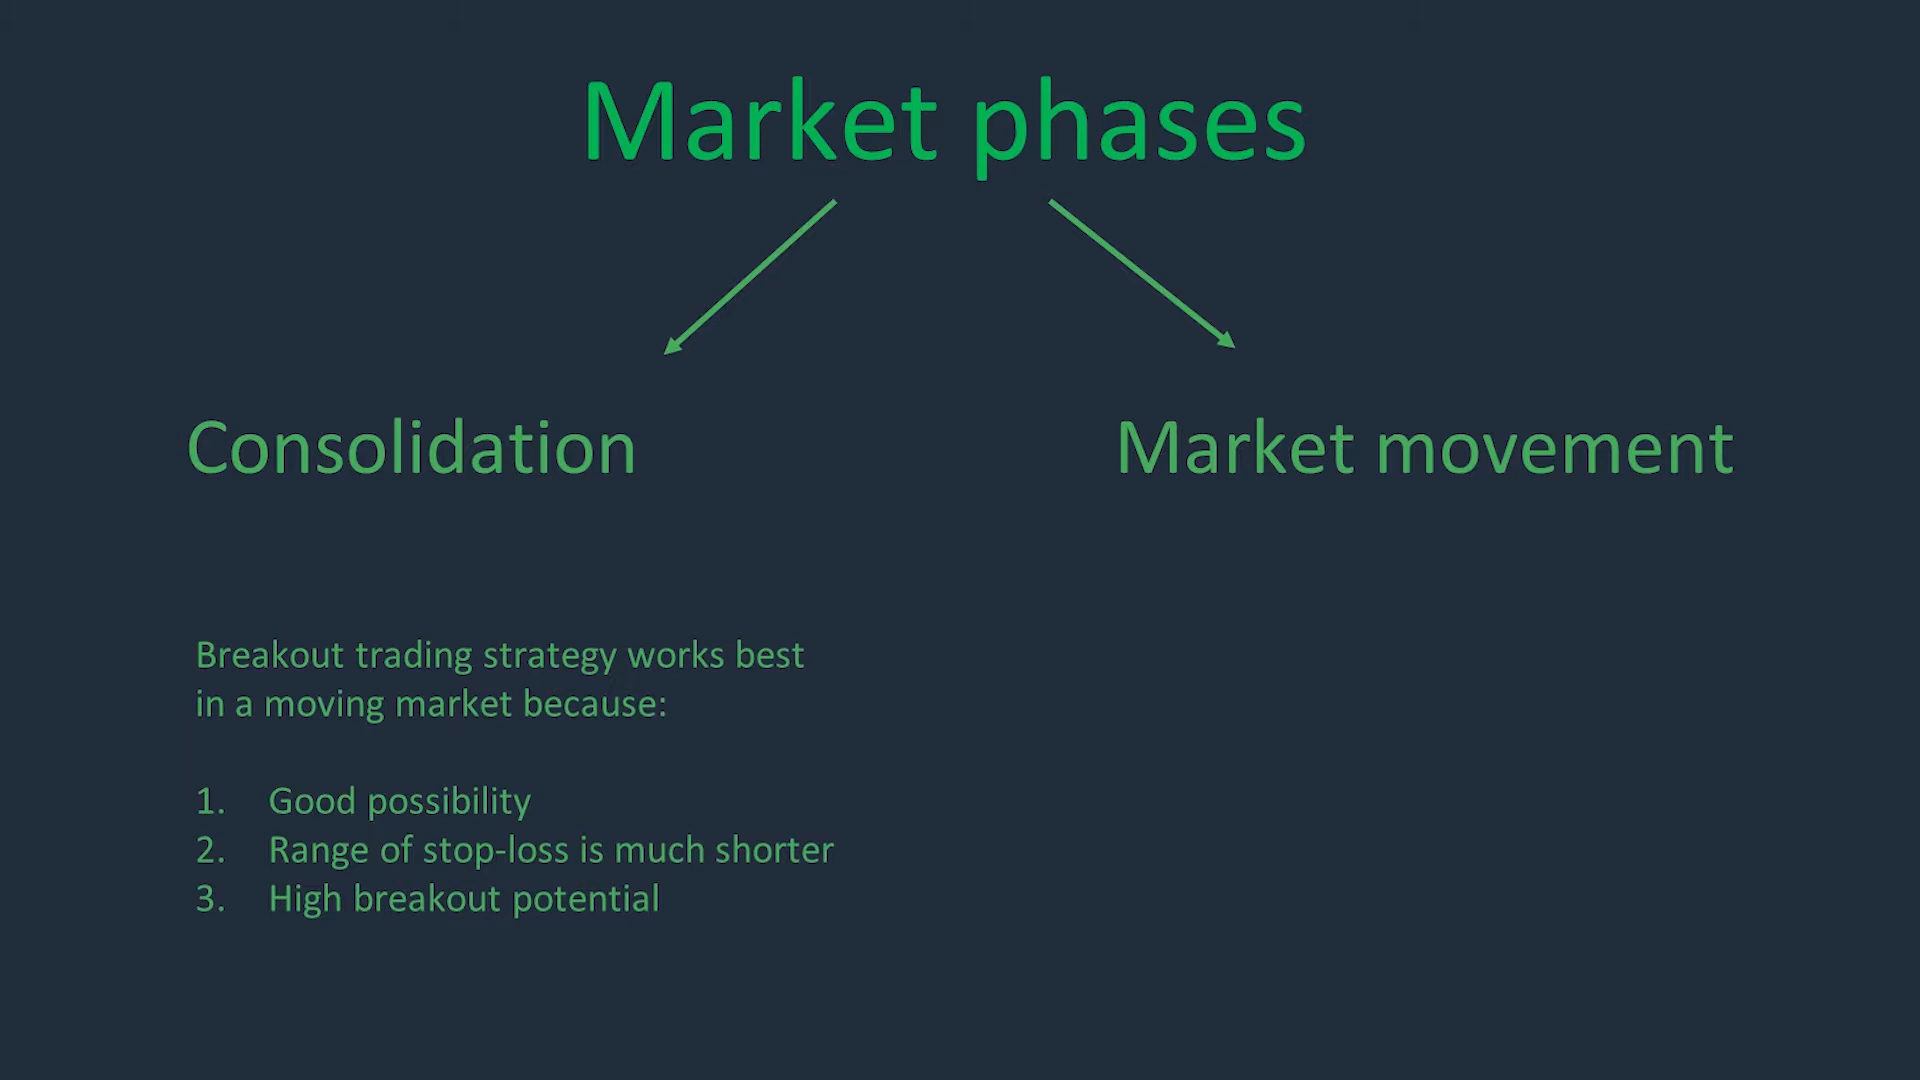 Market phases
Consolidation
Market movement
Breakout trading strategy works best
in a moving market because:
1. Good possibility
2. Range of stop-loss is much shorter
3. High breakout potential